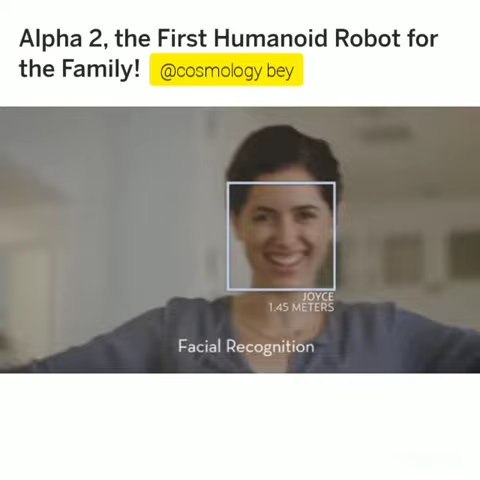 Alpha 2, the First Humanoid Robot for
the Family! @cosmology bey
JOYCE
1.45 METERS
Facial Recognition